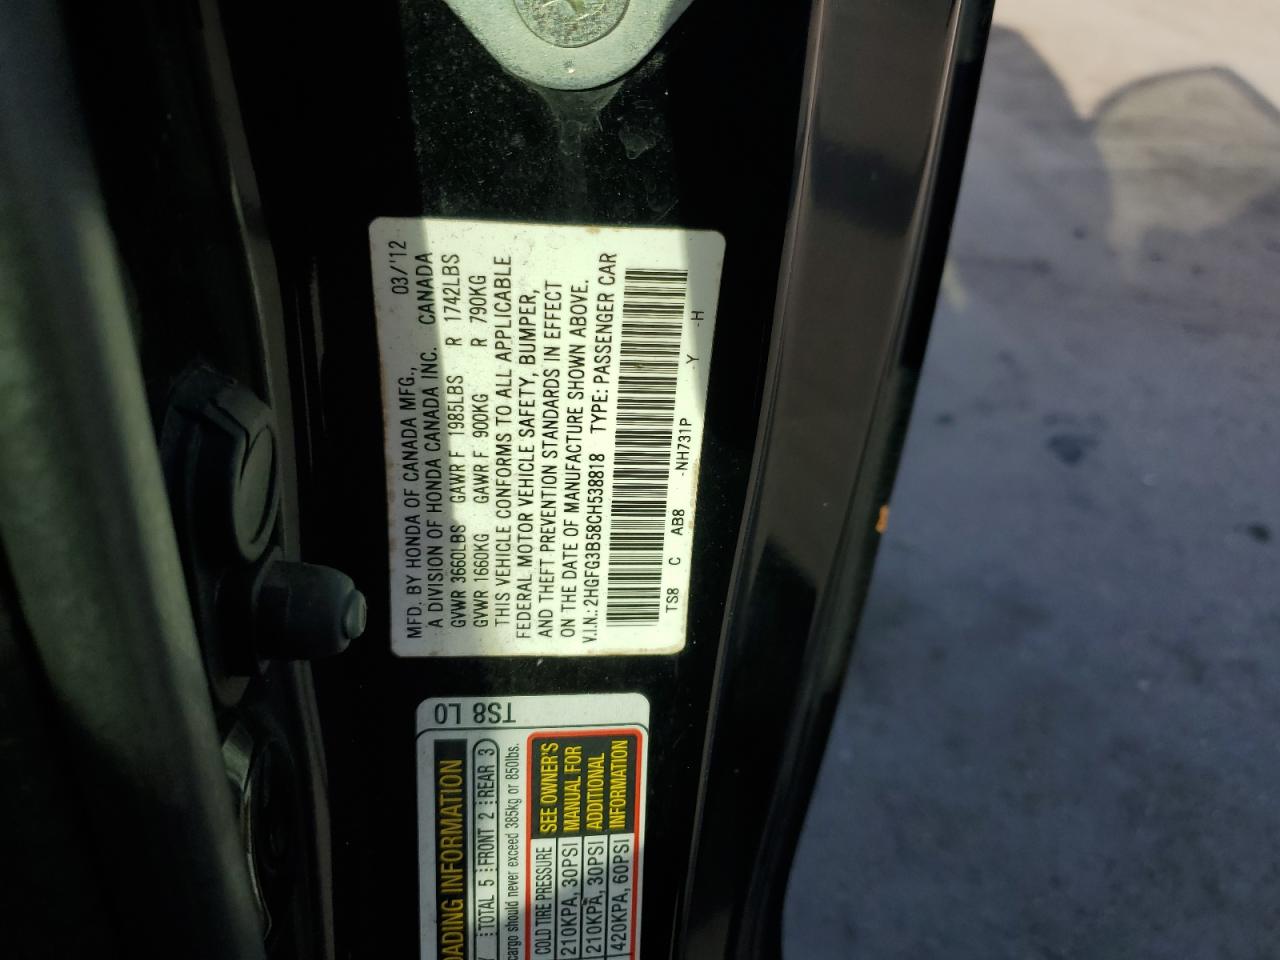 MFD. BY HONDA OF CANADA MFG., 03/'12
A DIVISION OF HONDA CANADA INC. CANADA
GVWR 3660LBS GAWR F 1985LBS R 1742LBS
GVWR 1660KG GAWR F 900KG R 790KG
THIS VEHICLE CONFORMS TO ALL APPLICABLE
FEDERAL MOTOR VEHICLE SAFETY, BUMPER,
AND THEFT PREVENTION STANDARDS IN EFFECT
ON THE DATE OF MANUFACTURE SHOWN ABOVE.
V.I.N.: 2HGFG3B58CH538818 TYPE: PASSENGER CAR
TS8 C AB8 -NH731P Y -H
TS8 L0
ADING INFORMATION
TOTAL 5 FRONT 2 REAR 3
cargo should never exceed 385kg or 850lbs.
COLD TIRE PRESSURE SEE OWNER'S
210KPA, 30PSI MANUAL FOR
210KPA, 30PSI ADDITIONAL
420KPA, 60PSI INFORMATION